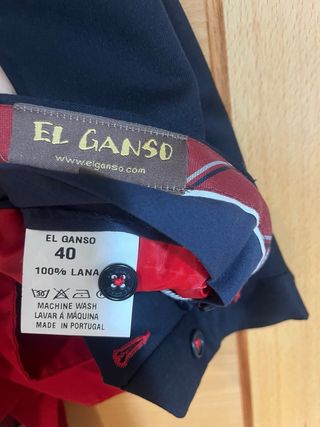 EL GANSO
www.elganso.com
EL GANSO
40
100% LANA
MACHINE WASH
LAVAR Á MÁQUINA
MADE IN PORTUGAL